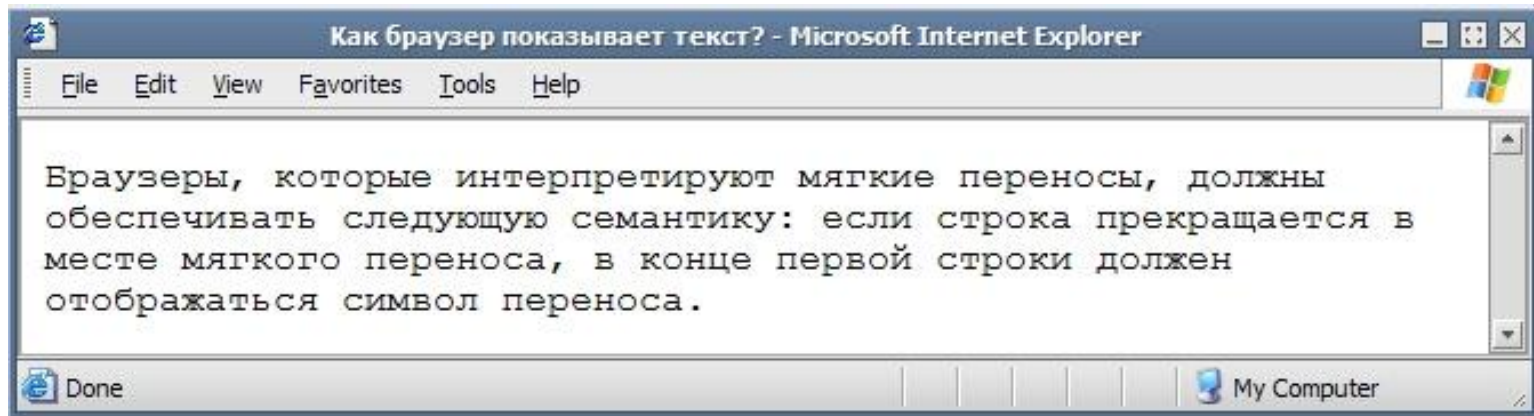 Как браузер показывает текст? - Microsoft Internet Explorer
File Edit View Favorites Tools Help
Браузеры, которые интерпретируют мягкие переносы, должны
обеспечивать следующую семантику: если строка прекращается в
месте мягкого переноса, в конце первой строки должен
отображаться символ переноса.
Done My Computer